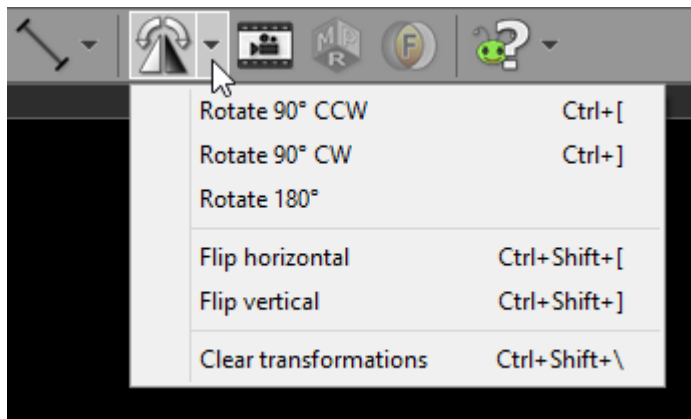 MPR
F
?
Rotate 90° CCW Ctrl+[
Rotate 90° CW Ctrl+]
Rotate 180°
Flip horizontal Ctrl+Shift+[
Flip vertical Ctrl+Shift+]
Clear transformations Ctrl+Shift+\